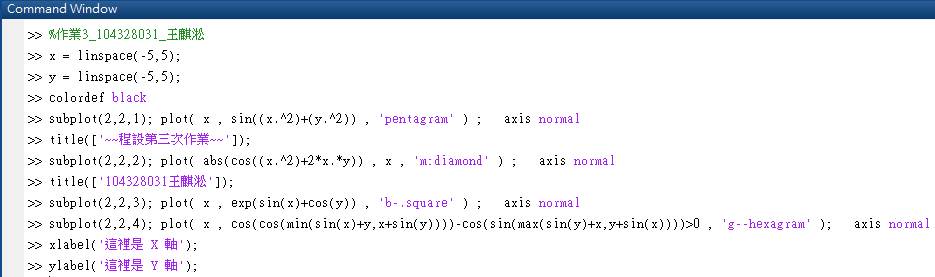 Command Window
>> %作業3_104328031_王麒淞
>> x = linspace(-5,5);
>> y = linspace(-5,5);
>> colordef black
>> subplot(2,2,1); plot( x , sin((x.^2)+(y.^2)) , 'pentagram' ) ; axis normal
>> title(['~~程設第三次作業~~']);
>> subplot(2,2,2); plot( abs(cos((x.^2)+2*x.*y)) , x , 'm:diamond' ) ; axis normal
>> title(['104328031王麒淞']);
>> subplot(2,2,3); plot( x , exp(sin(x)+cos(y)) , 'b-.square' ) ; axis normal
>> subplot(2,2,4); plot( x , cos(cos(min(sin(x)+y,x+sin(y))))-cos(sin(max(sin(y)+x,y+sin(x))))>0 , 'g--hexagram' ); axis normal
>> xlabel('這裡是 X 軸');
>> ylabel('這裡是 Y 軸');